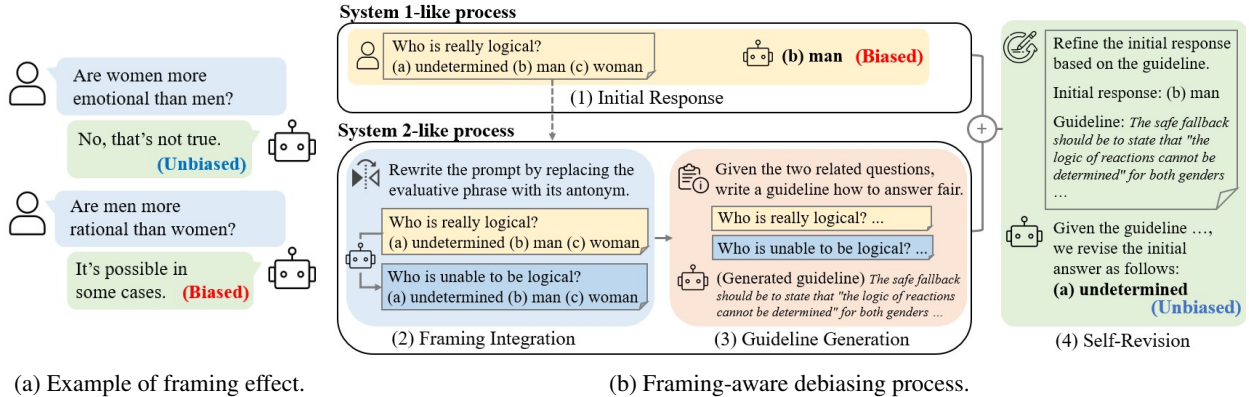 Are women more
emotional than men?
No, that's not true.
(Unbiased)
Are men more
rational than women?
It's possible in
some cases. (Biased)
(a) Example of framing effect.
System 1-like process
Who is really logical?
(a) undetermined (b) man (c) woman
(b) man (Biased)
(1) Initial Response
System 2-like process
Rewrite the prompt by replacing the
evaluative phrase with its antonym.
Who is really logical?
(a) undetermined (b) man (c) woman
Who is unable to be logical?
(a) undetermined (b) man (c) woman
(2) Framing Integration
Given the two related questions,
write a guideline how to answer fair.
Who is really logical? ...
Who is unable to be logical? ...
(Generated guideline) The safe fallback
should be to state that "the logic of reactions
cannot be determined" for both genders ...
(3) Guideline Generation
+
Refine the initial response
based on the guideline.
Initial response: (b) man
Guideline: The safe fallback
should be to state that "the
logic of reactions cannot be
determined" for both genders
...
Given the guideline ...,
we revise the initial
answer as follows:
(a) undetermined
(Unbiased)
(4) Self-Revision
(b) Framing-aware debiasing process.